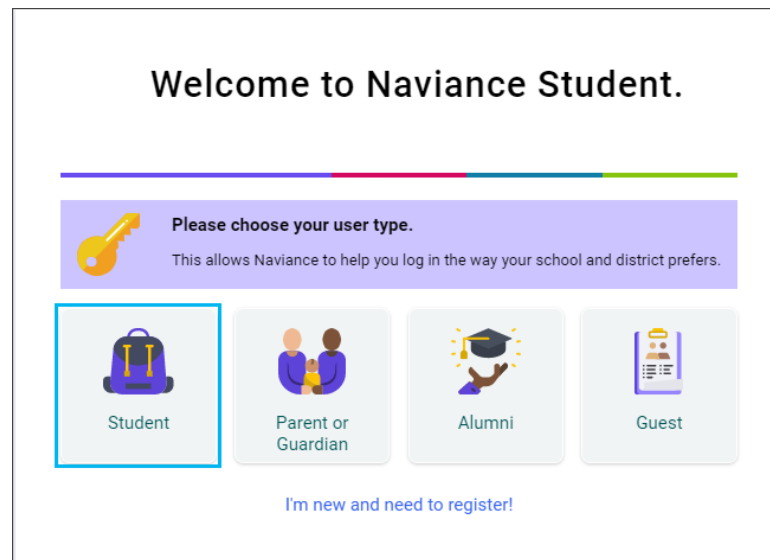 Welcome to Naviance Student.
Please choose your user type.
This allows Naviance to help you log in the way your school and district prefers.
Student
Parent or
Guardian
Alumni
Guest
I'm new and need to register!